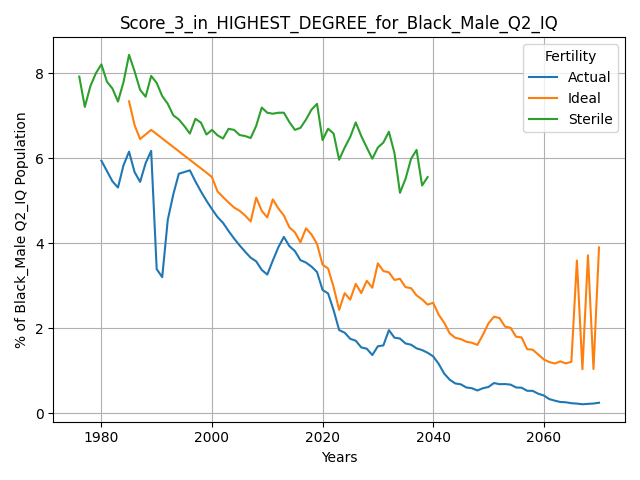 Score_3_in_HIGHEST_DEGREE_for_Black_Male_Q2_IQ
% of Black_Male Q2_IQ Population
8
6
4
2
0
Fertility
Actual
Ideal
Sterile
1980
2000
2020
2040
2060
Years